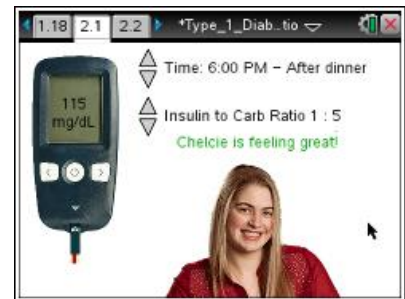 1.18 2.1 2.2 *Type_1_Diab...tio
Time: 6:00 PM – After dinner
115
mg/dL
Insulin to Carb Ratio 1 : 5
Chelcie is feeling great!